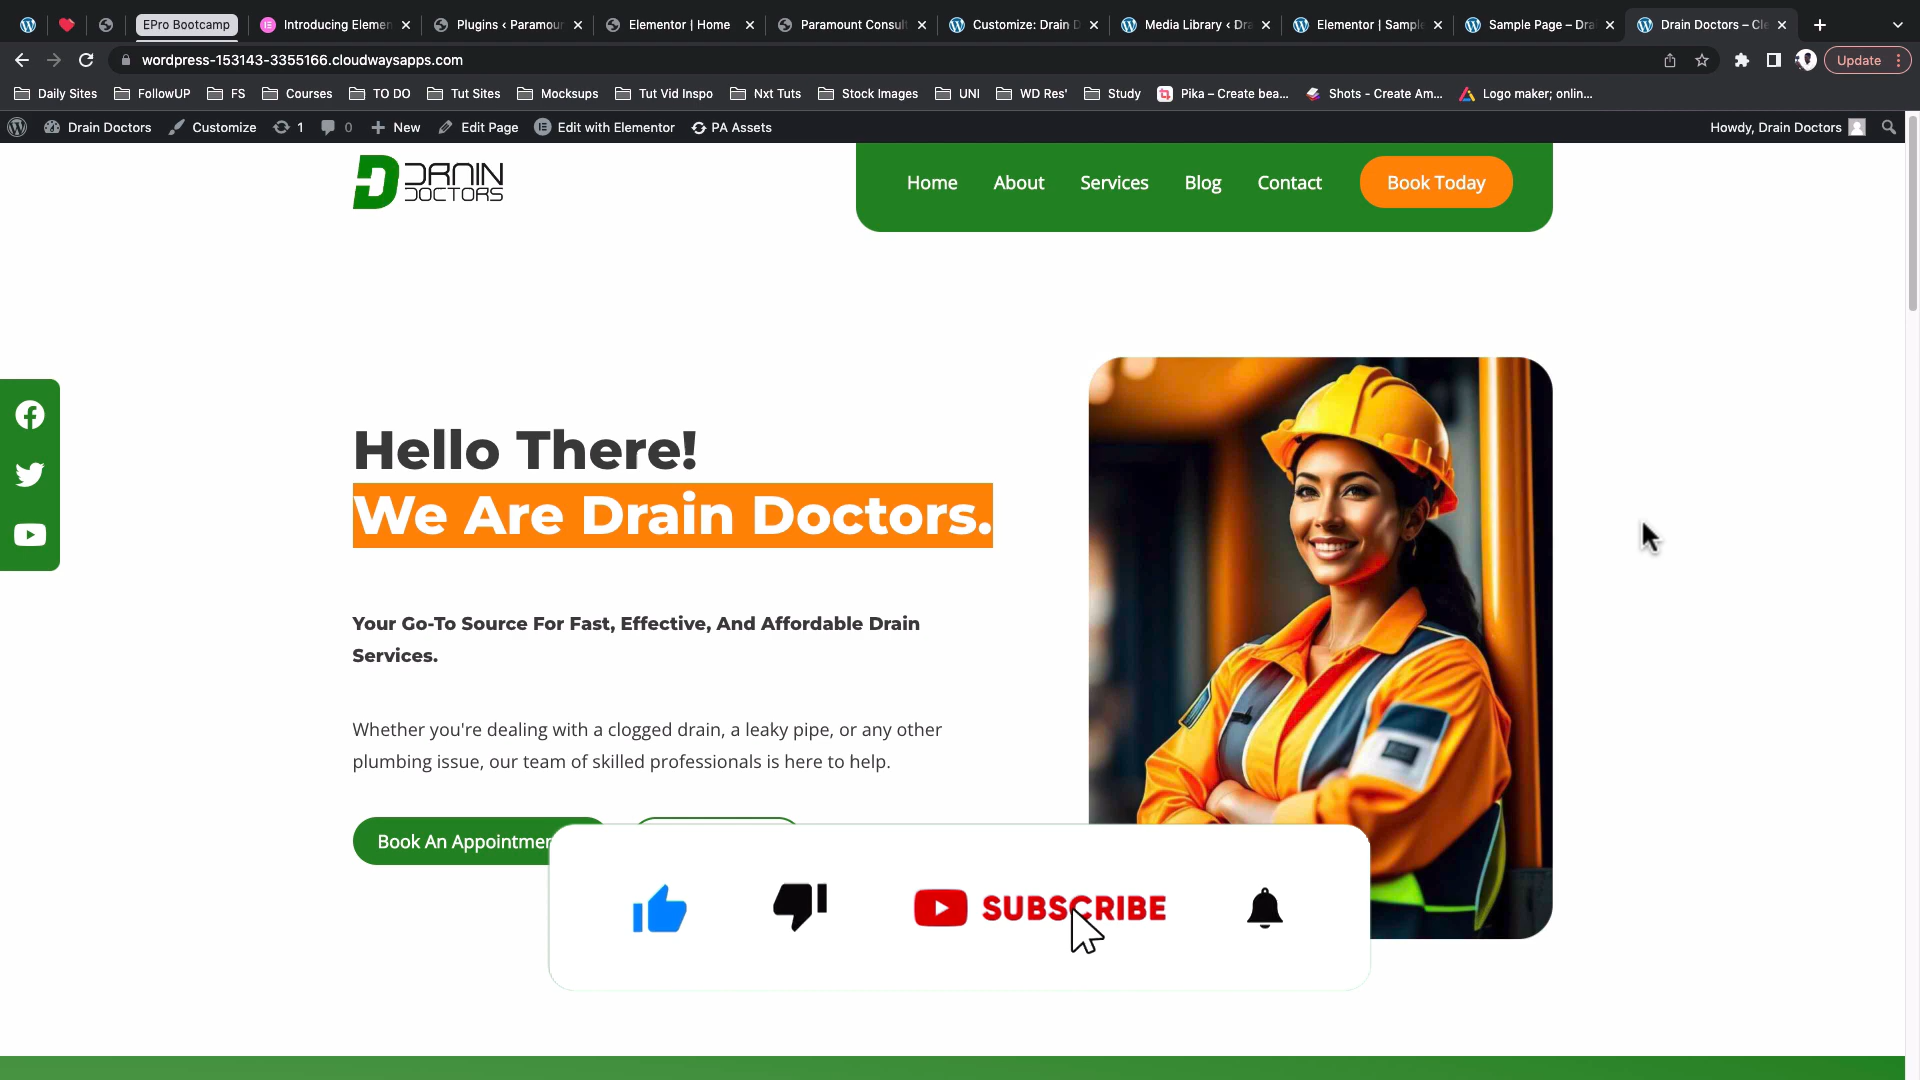 EPro Bootcamp
Introducing Elemen
Plugins ‹ Paramour
Elementor | Home
Paramount Consult
Customize: Drain D
Media Library ‹ Dra
Elementor | Sample
Sample Page – Dra
Drain Doctors – Cle
wordpress-153143-3355166.cloudwaysapps.com
Update
Daily Sites
FollowUP
FS
Courses
TO DO
Tut Sites
Mocksups
Tut Vid Inspo
Nxt Tuts
Stock Images
UNI
WD Res'
Study
Pika – Create bea...
Shots - Create Am...
Logo maker; onlin...
Drain Doctors
Customize
1
0
New
Edit Page
Edit with Elementor
PA Assets
Howdy, Drain Doctors
DRAIN
DOCTORS
Home
About
Services
Blog
Contact
Book Today
Hello There!
We Are Drain Doctors.
Your Go-To Source For Fast, Effective, And Affordable Drain
Services.
Whether you're dealing with a clogged drain, a leaky pipe, or any other
plumbing issue, our team of skilled professionals is here to help.
Book An Appointmen
SUBSCRIBE